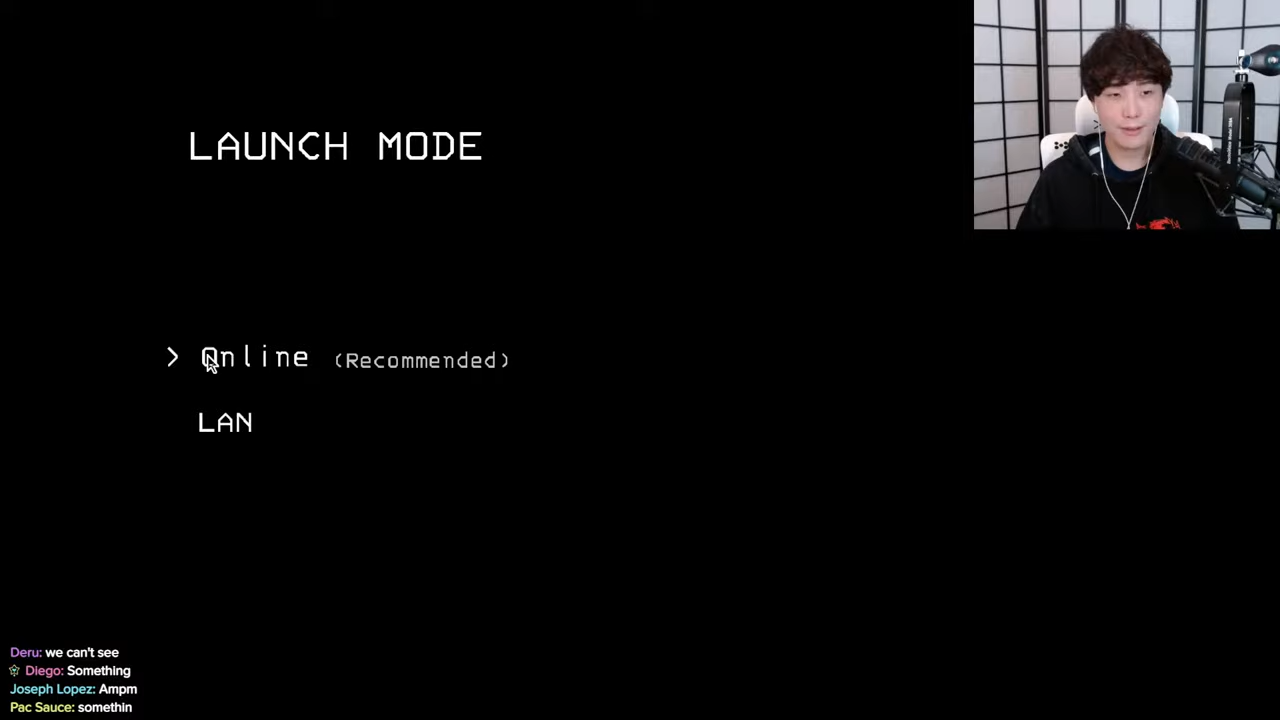 LAUNCH MODE
> Online (Recommended)
LAN
Deru: we can't see
Diego: Something
Joseph Lopez: Ampm
Pac Sauce: somethin